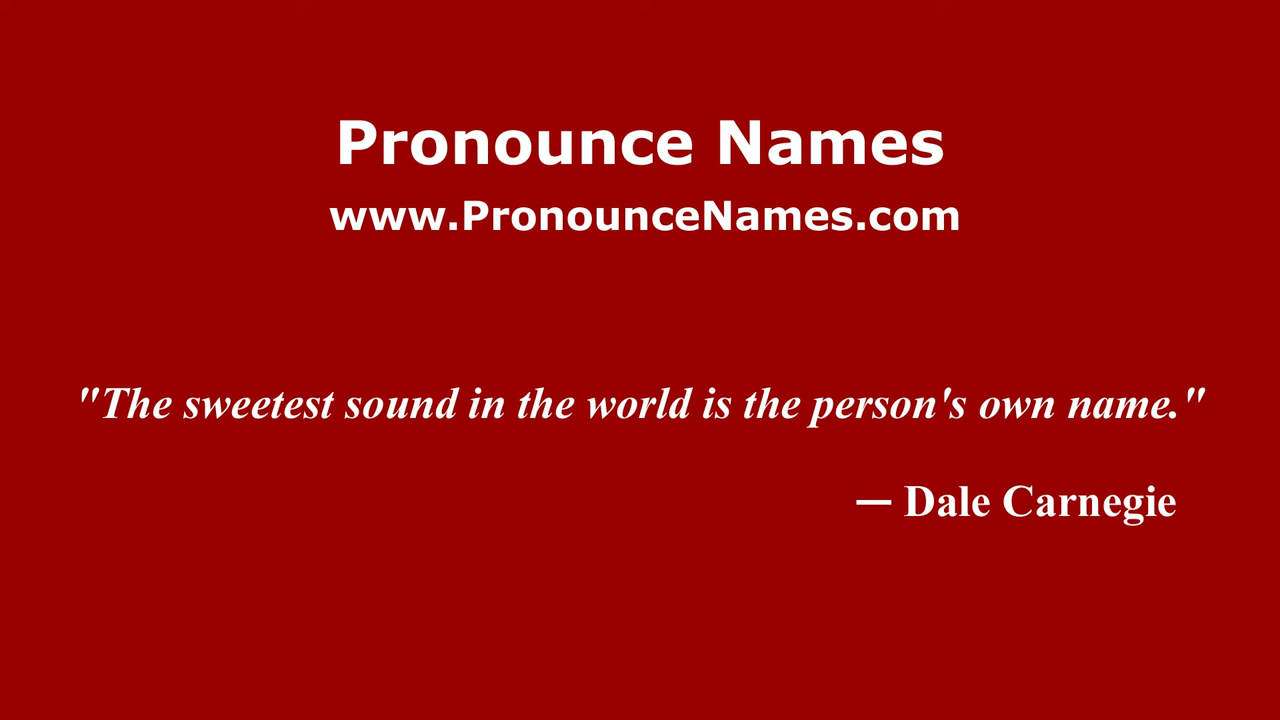 Pronounce Names
www.PronounceNames.com
"The sweetest sound in the world is the person's own name."
— Dale Carnegie